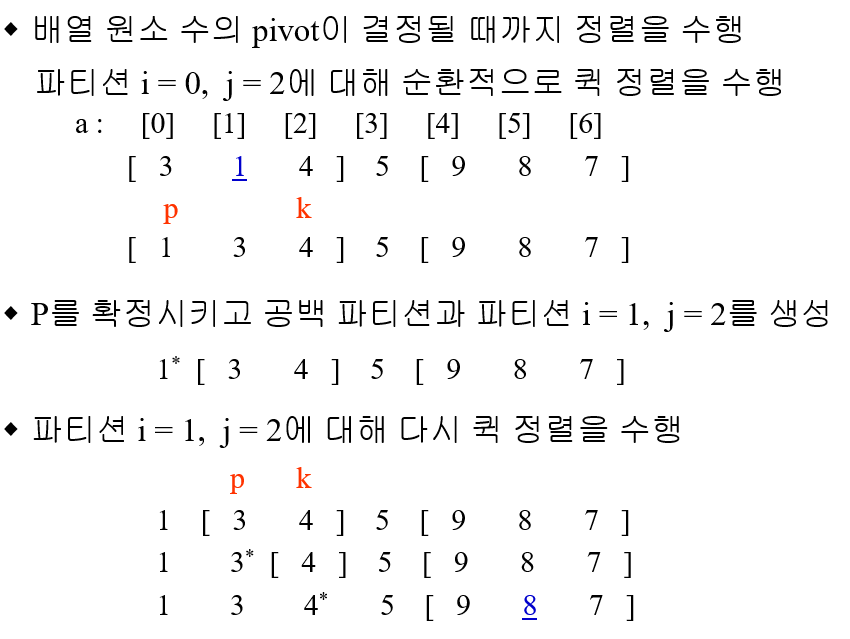 ◆ 배열 원소 수의 pivot이 결정될 때까지 정렬을 수행
파티션 i = 0, j = 2에 대해 순환적으로 퀵 정렬을 수행
a : [0] [1] [2] [3] [4] [5] [6]
[ 3 1 4 ] 5 [ 9 8 7 ]
p k
[ 1 3 4 ] 5 [ 9 8 7 ]
◆ P를 확정시키고 공백 파티션과 파티션 i = 1, j = 2를 생성
1* [ 3 4 ] 5 [ 9 8 7 ]
◆ 파티션 i = 1, j = 2에 대해 다시 퀵 정렬을 수행
p k
1 [ 3 4 ] 5 [ 9 8 7 ]
1 3* [ 4 ] 5 [ 9 8 7 ]
1 3 4* 5 [ 9 8 7 ]